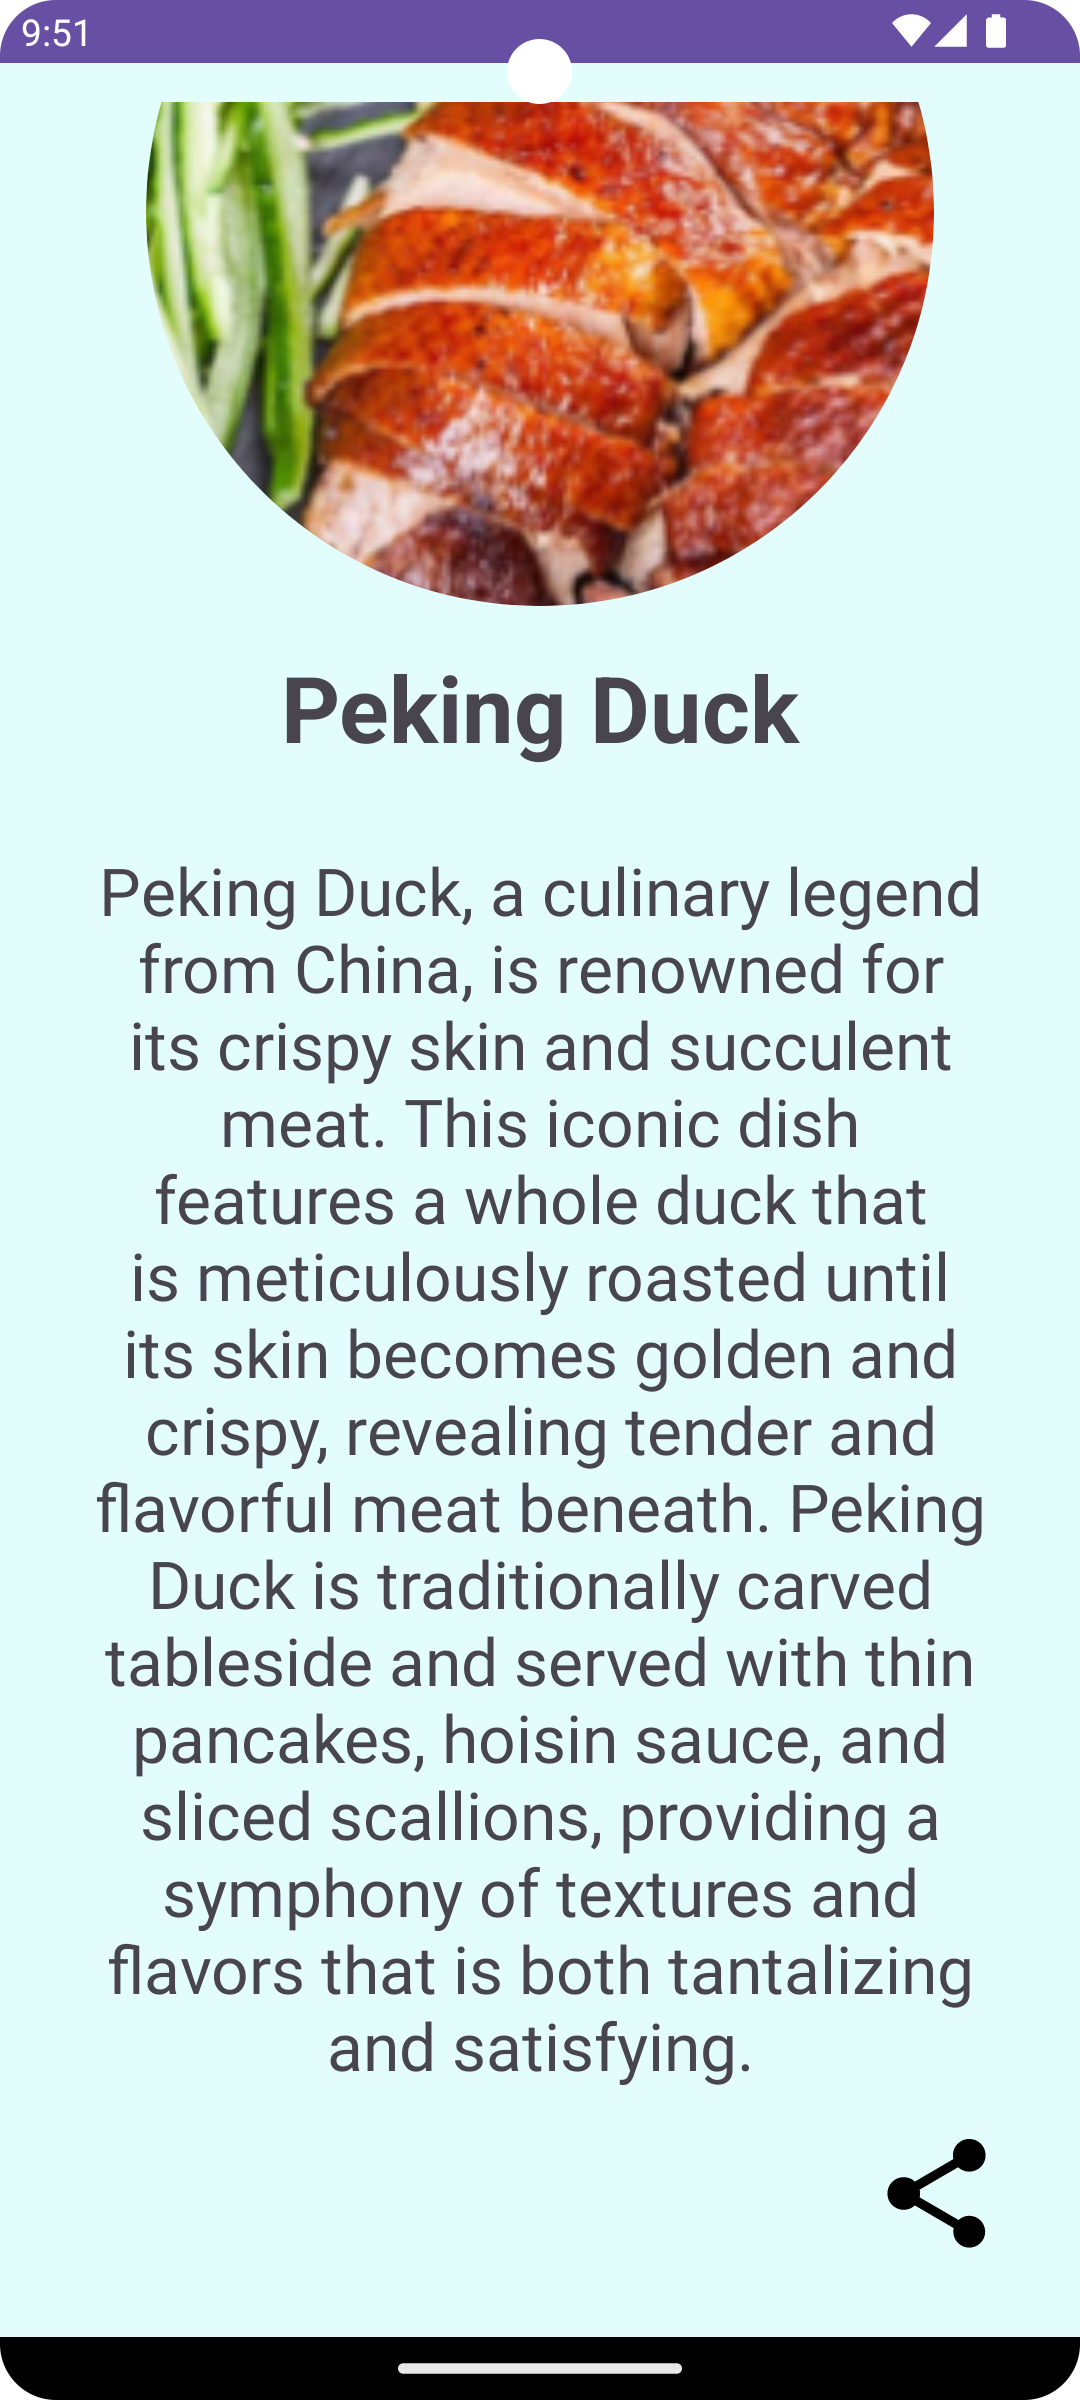 9:51
Peking Duck
Peking Duck, a culinary legend
from China, is renowned for
its crispy skin and succulent
meat. This iconic dish
features a whole duck that
is meticulously roasted until
its skin becomes golden and
crispy, revealing tender and
flavorful meat beneath. Peking
Duck is traditionally carved
tableside and served with thin
pancakes, hoisin sauce, and
sliced scallions, providing a
symphony of textures and
flavors that is both tantalizing
and satisfying.